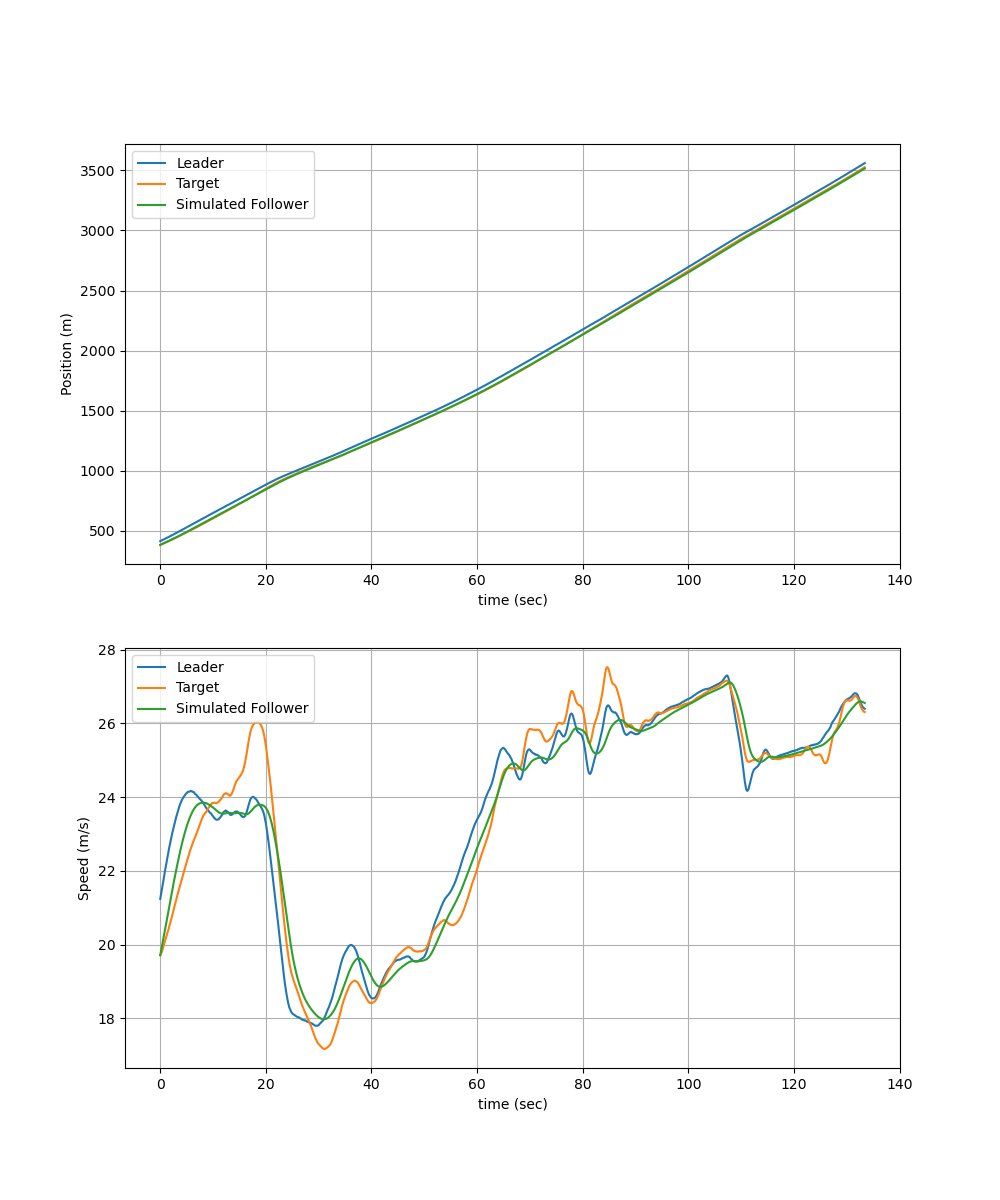 Leader
Target
Simulated Follower
3500
3000
2500
2000
1500
1000
500
Position (m)
0 20 40 60 80 100 120 140
time (sec)
Leader
Target
Simulated Follower
28
26
24
22
20
18
Speed (m/s)
0 20 40 60 80 100 120 140
time (sec)